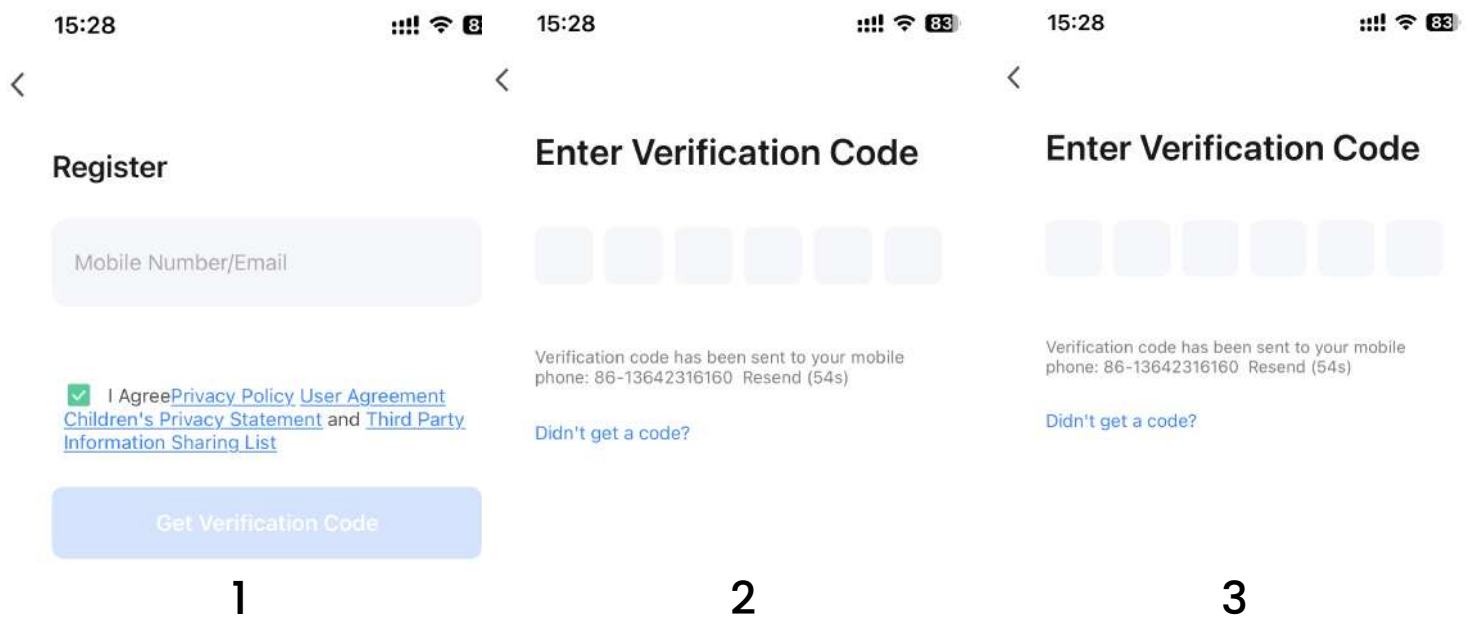 15:28
8
Register
Mobile Number/Email
I AgreePrivacy Policy User Agreement
Children's Privacy Statement and Third Party
Information Sharing List
Get Verification Code
1
15:28
83
Enter Verification Code
Verification code has been sent to your mobile
phone: 86-13642316160 Resend (54s)
Didn't get a code?
2
15:28
83
Enter Verification Code
Verification code has been sent to your mobile
phone: 86-13642316160 Resend (54s)
Didn't get a code?
3